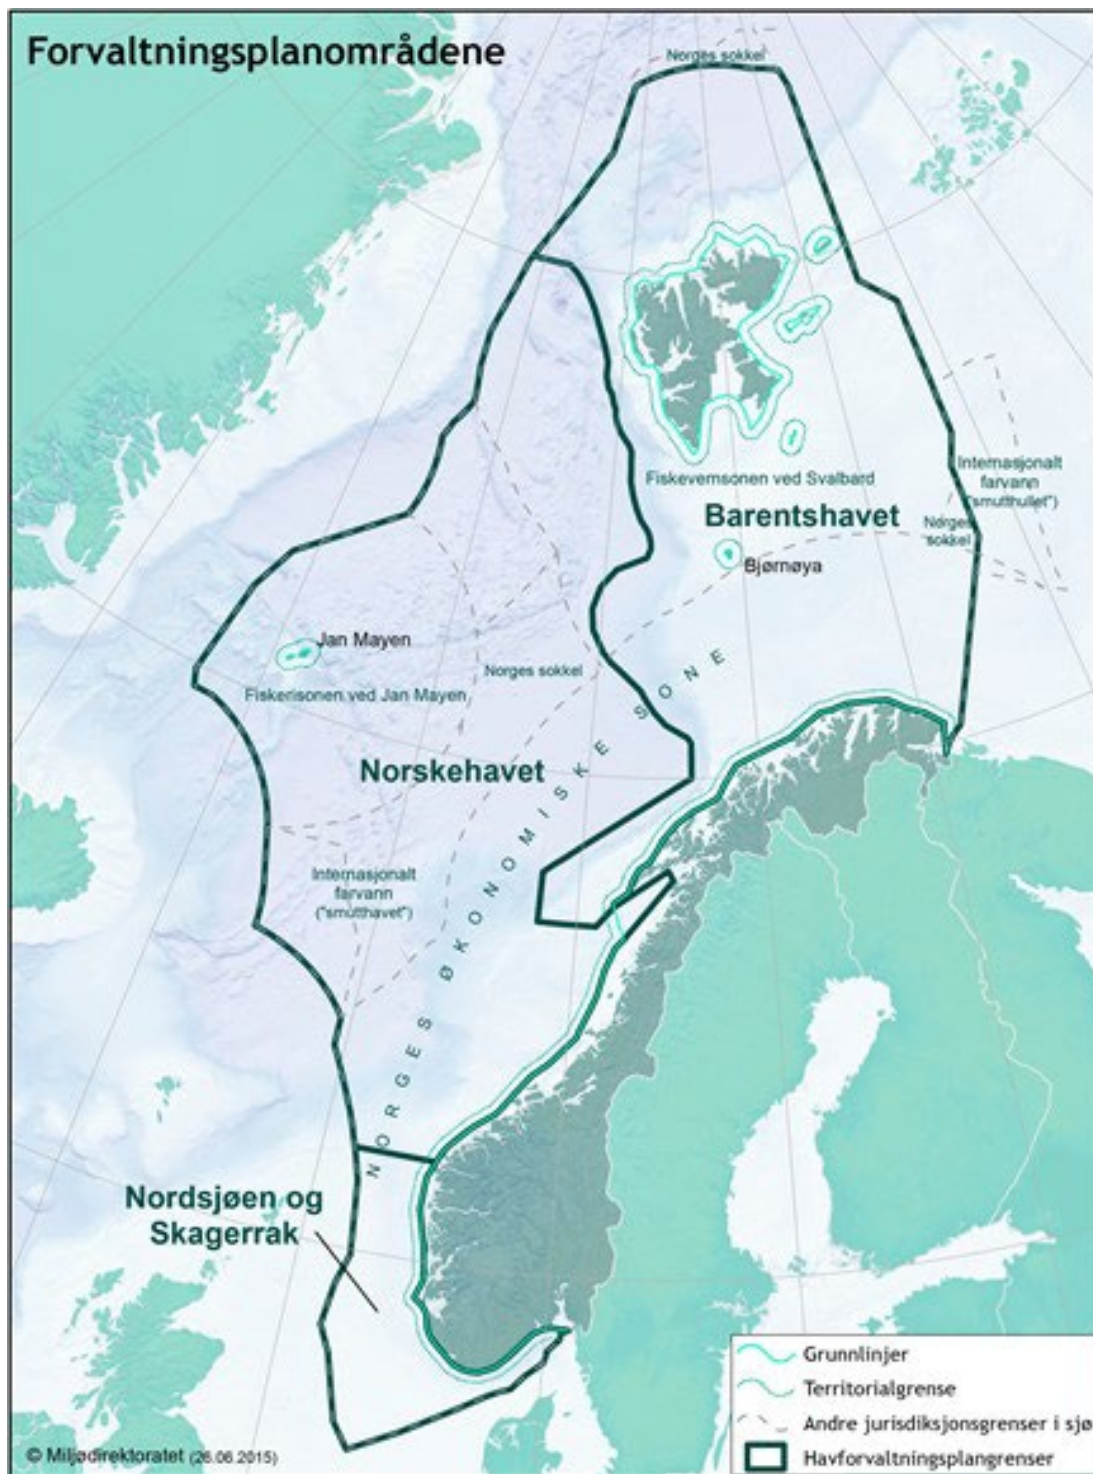 Forvaltningsplanområdene
Norges sokkel
Internasjonalt
farvann
("smutthullet")
Fiskevernsonen ved Svalbard
Barentshavet
Norges
sokkel
Bjørnøya
Jan Mayen
Fiskerisonen ved Jan Mayen
Norges sokkel
Norskehavet
Internasjonalt
farvann
("smutthavet")
NORGES ØKONOMISKE SONE
Nordsjøen og
Skagerrak
Grunnlinjer
Territorialgrense
Andre jurisdiksjonsgrenser i sjø
Havforvaltningsplangrenser
© Miljødirektoratet (26.06.2015)